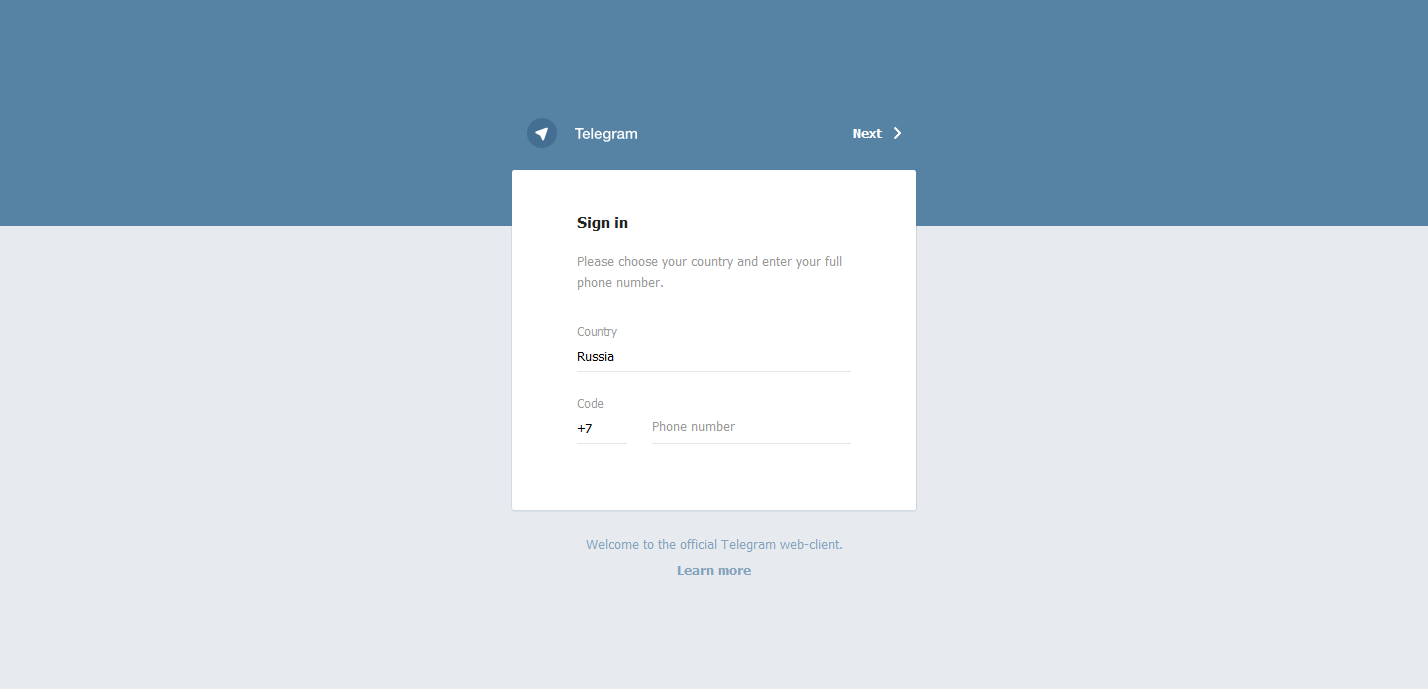 Telegram
Next
Sign in
Please choose your country and enter your full
phone number.
Country
Russia
Code
+7
Phone number
Welcome to the official Telegram web-client.
Learn more